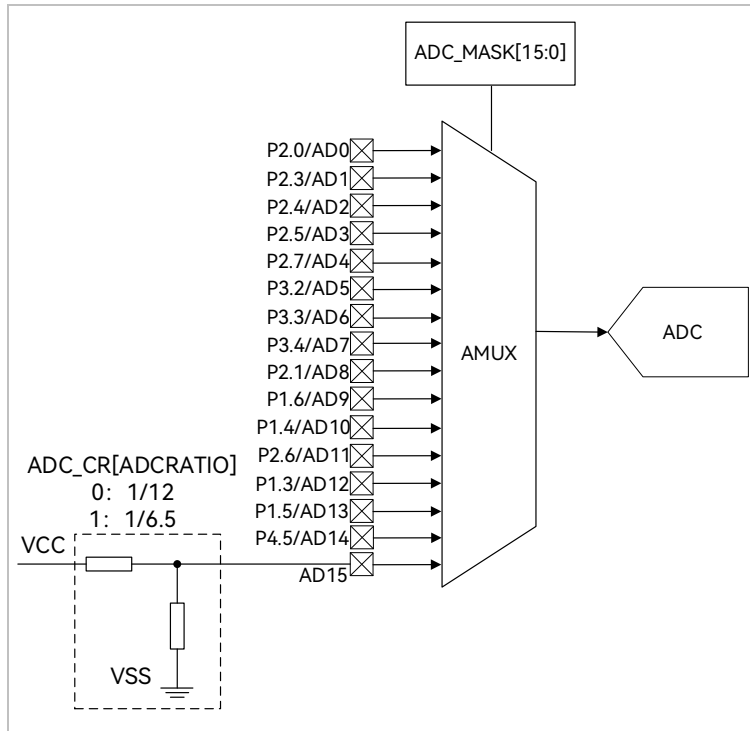 ADC_MASK[15:0]
P2.0/AD0
P2.3/AD1
P2.4/AD2
P2.5/AD3
P2.7/AD4
P3.2/AD5
P3.3/AD6
P3.4/AD7
P2.1/AD8
P1.6/AD9
P1.4/AD10
P2.6/AD11
P1.3/AD12
P1.5/AD13
P4.5/AD14
AD15
AMUX
ADC
ADC_CR[ADCRATIO]
0: 1/12
1: 1/6.5
VCC
VSS